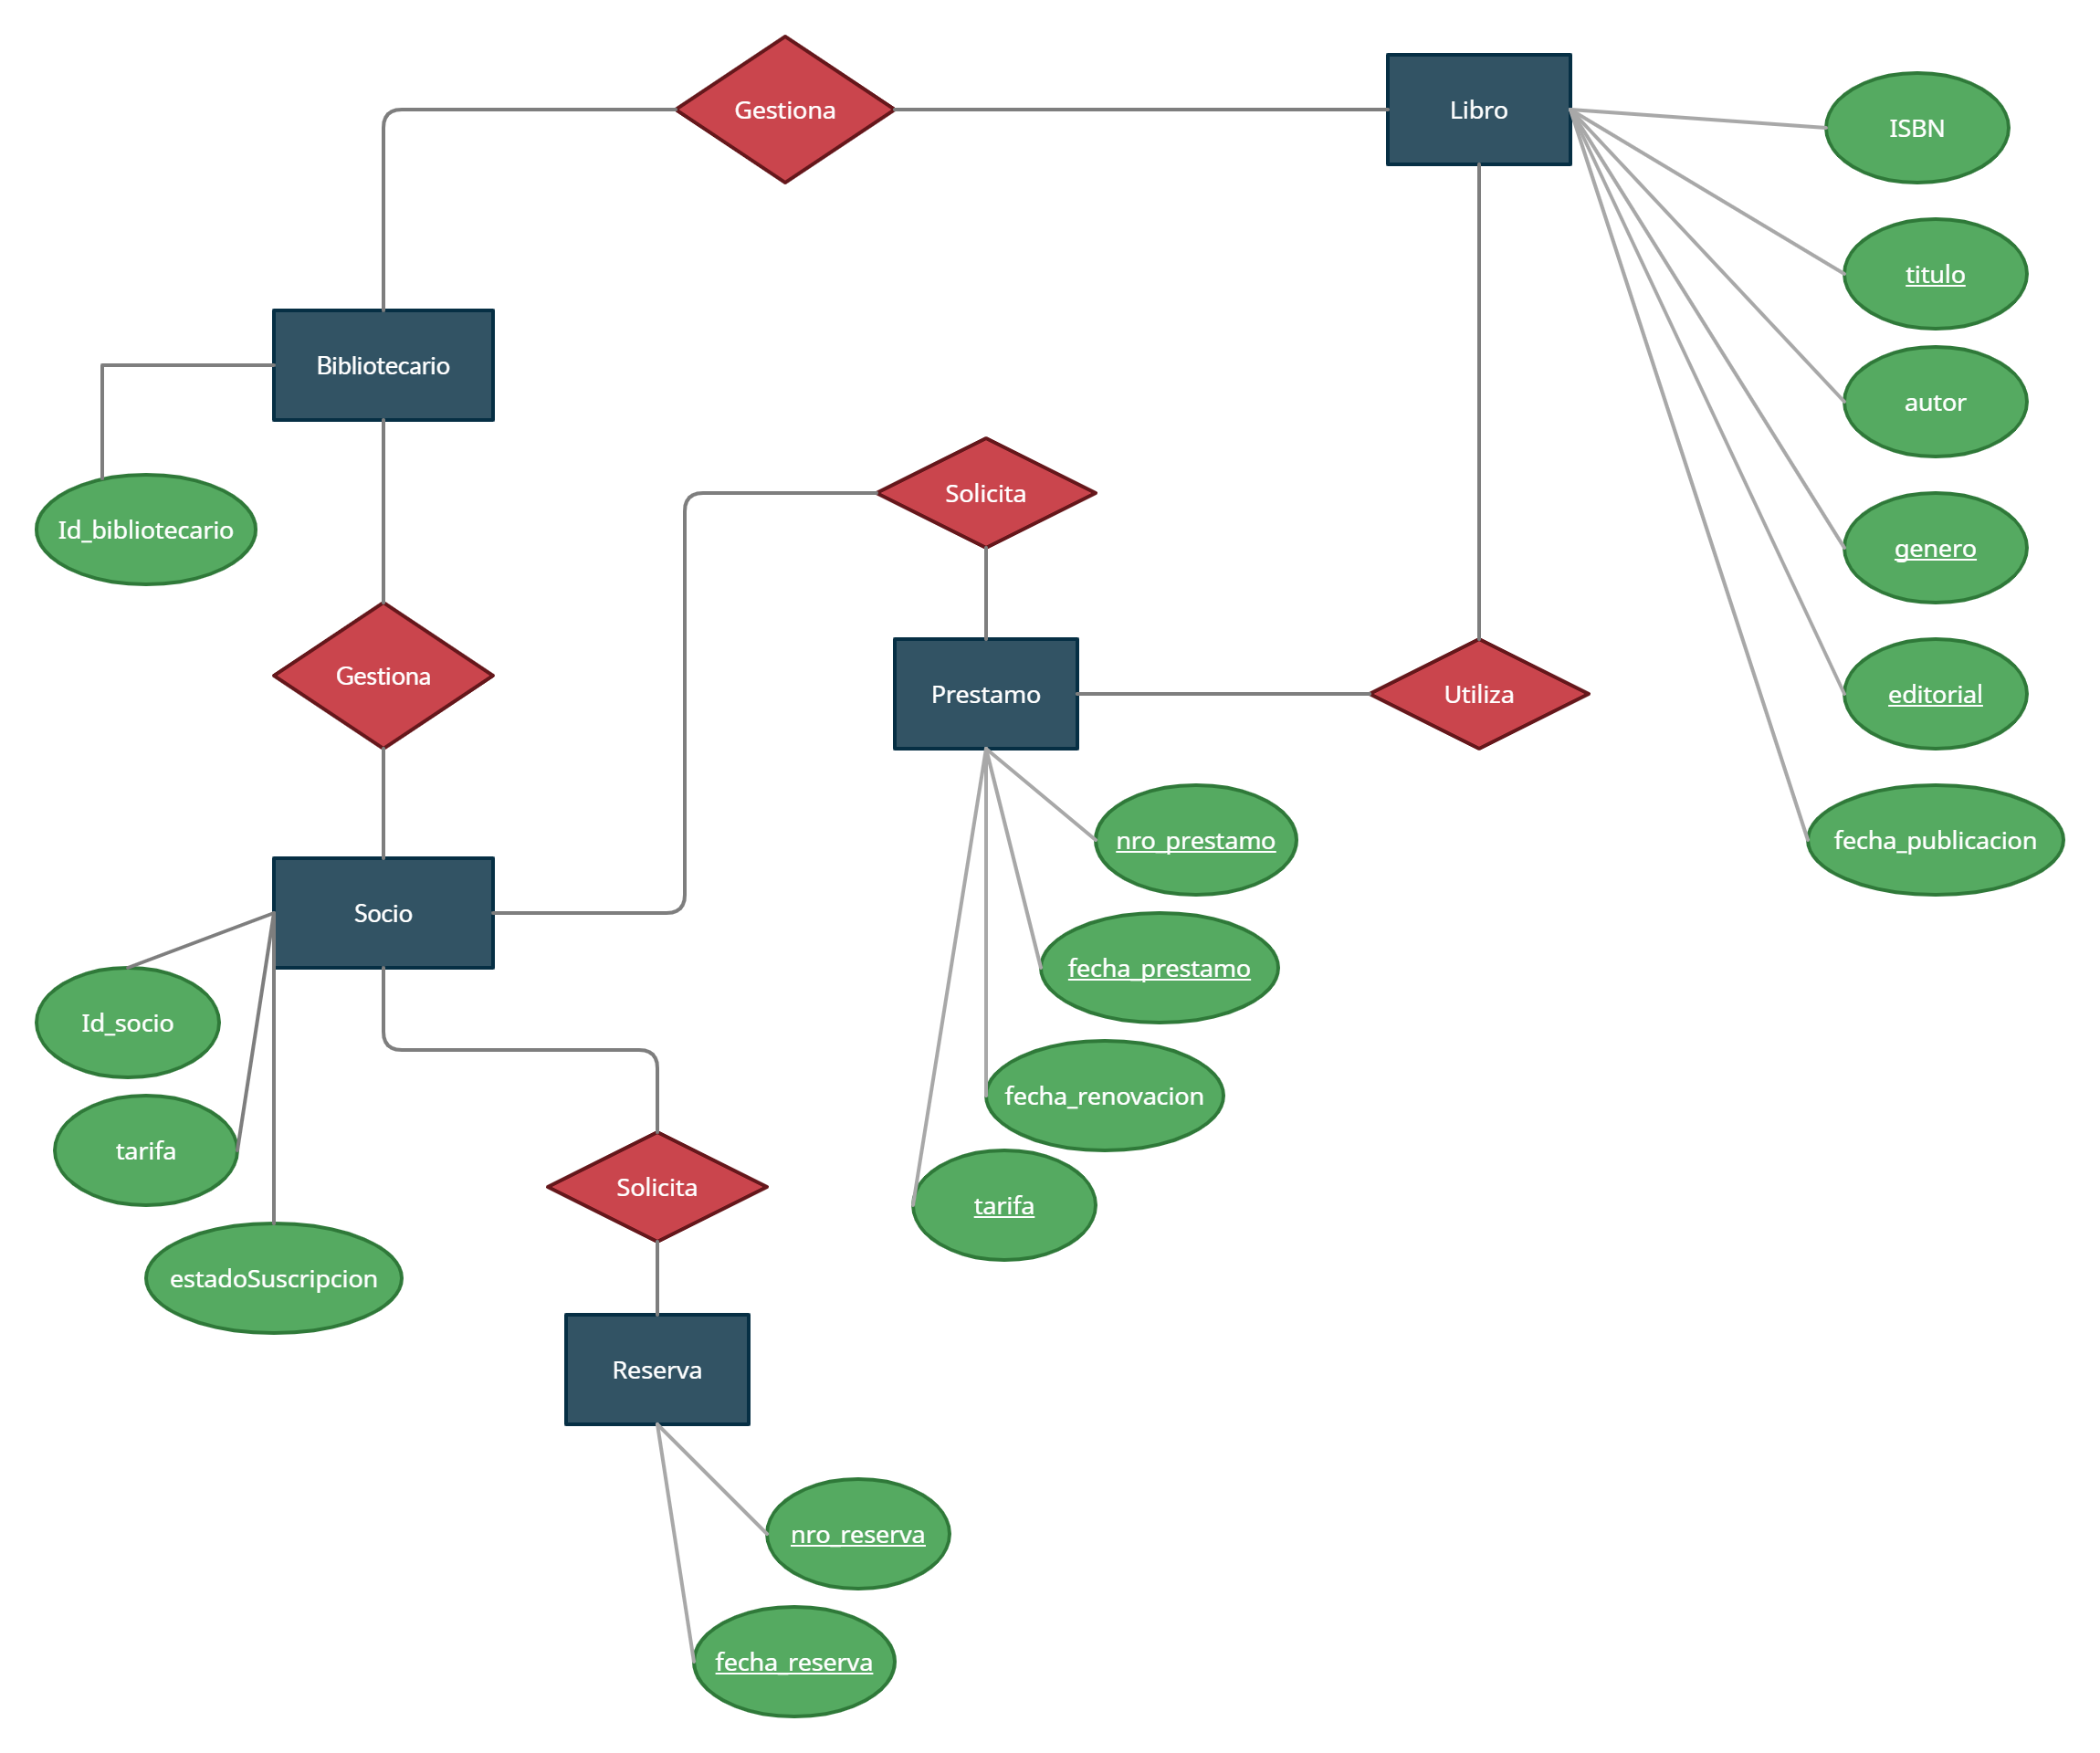 Gestiona
Libro
ISBN
titulo
Bibliotecario
autor
Solicita
Id_bibliotecario
genero
Gestiona
Prestamo
Utiliza
editorial
nro_prestamo
fecha_publicacion
Socio
fecha_prestamo
Id_socio
fecha_renovacion
tarifa
Solicita
tarifa
estadoSuscripcion
Reserva
nro_reserva
fecha_reserva